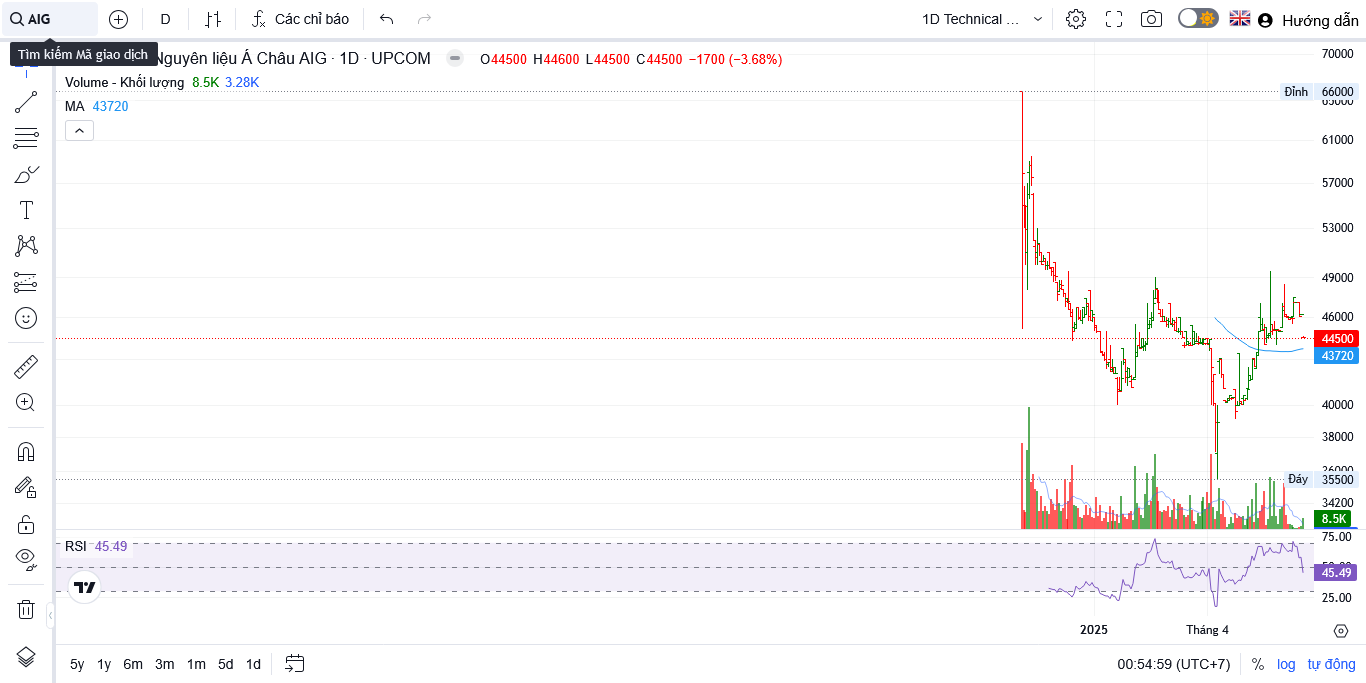 AIG
D
Các chỉ báo
1D Technical ...
Hướng dẫn
Tìm kiếm Mã giao dịch
Nguyên liệu Á Châu AIG · 1D · UPCOM
O44500 H44600 L44500 C44500 −1700 (−3.68%)
Volume - Khối lượng 8.5K 3.28K
MA 43720
70000
Đỉnh 66000
65000
61000
57000
53000
49000
46000
44500
43720
40000
38000
36000
Đáy 35500
34200
8.5K
RSI 45.49
75.00
50.00
45.49
25.00
2025
Tháng 4
5y 1y 6m 3m 1m 5d 1d
00:54:59 (UTC+7)
%
log
tự động